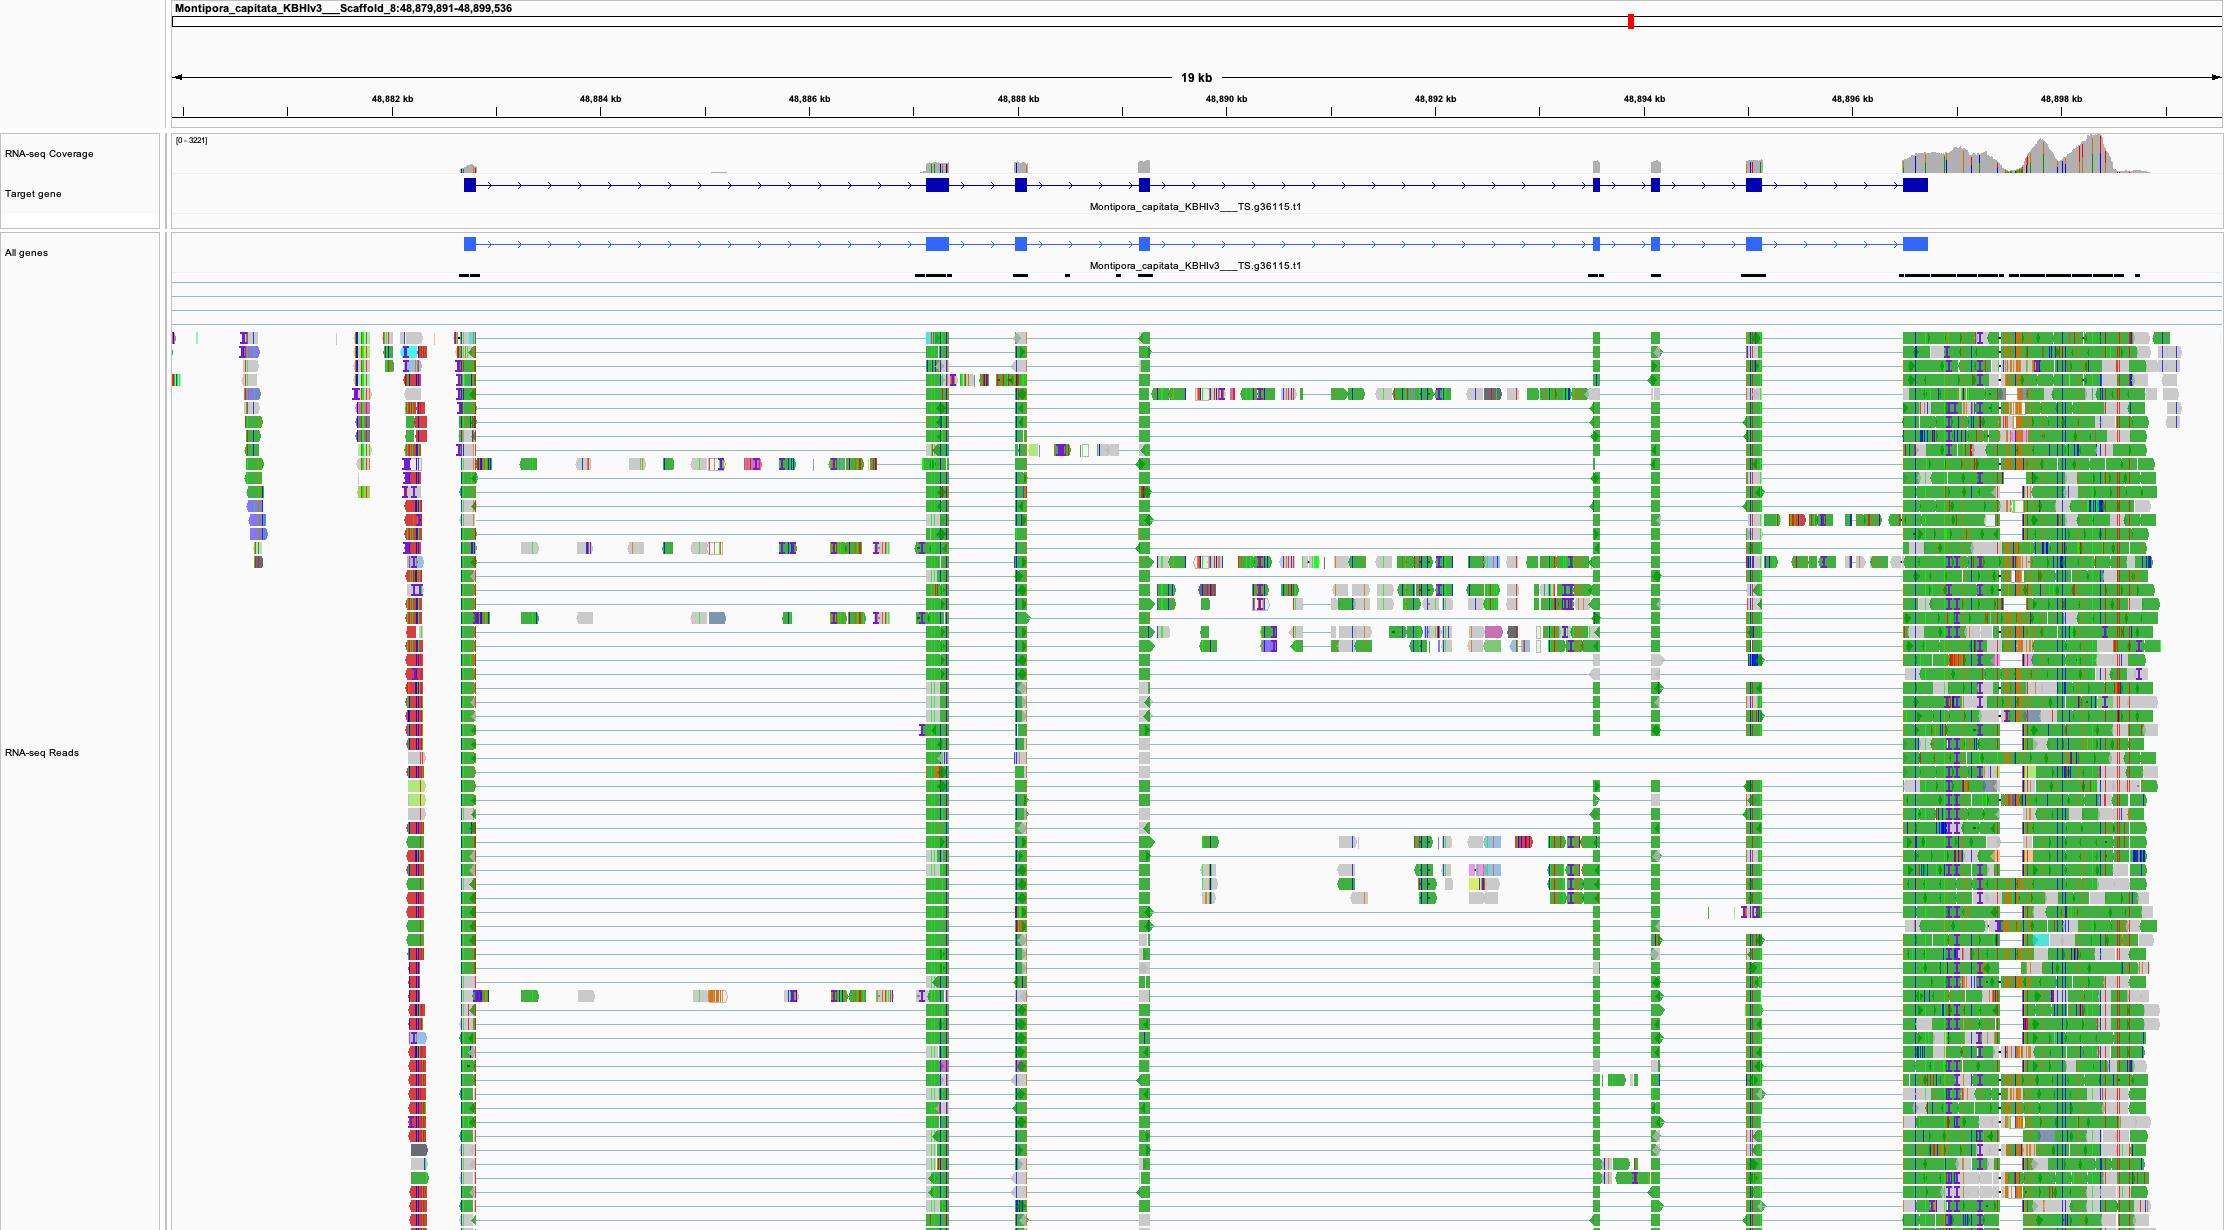 Montipora_capitata_KBHIv3___Scaffold_8:48,879,891-48,899,536
19 kb
48,882 kb 48,884 kb 48,886 kb 48,888 kb 48,890 kb 48,892 kb 48,894 kb 48,896 kb 48,898 kb
[0 - 3221]
RNA-seq Coverage
Target gene
Montipora_capitata_KBHIv3___TS.g36115.t1
All genes
Montipora_capitata_KBHIv3___TS.g36115.t1
RNA-seq Reads